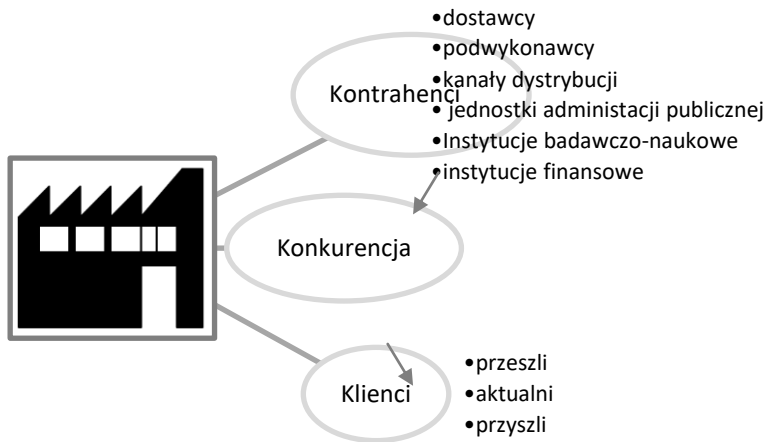 •dostawcy
•podwykonawcy
•kanały dystrybucji
• jednostki administacji publicznej
•Instytucje badawczo-naukowe
•instytucje finansowe
Kontrahenci
Konkurencja
Klienci
•przeszli
•aktualni
•przyszli